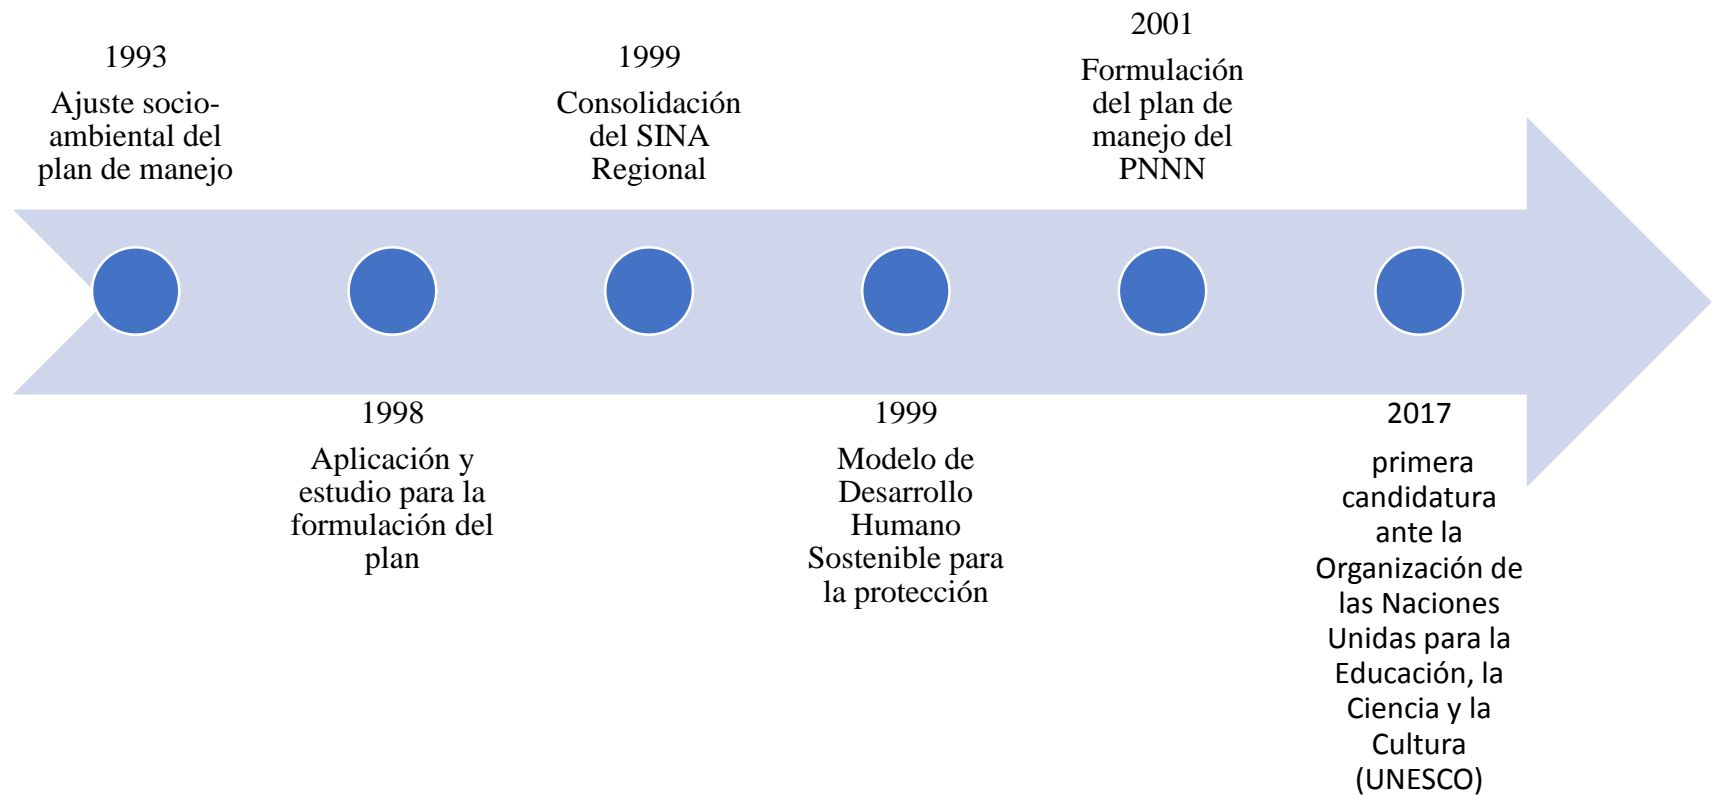 1993
Ajuste socio-
ambiental del
plan de manejo
1998
Aplicación y
estudio para la
formulación del
plan
1999
Consolidación
del SINA
Regional
1999
Modelo de
Desarrollo
Humano
Sostenible para
la protección
2001
Formulación
del plan de
manejo del
PNNN
2017
primera
candidatura
ante la
Organización de
las Naciones
Unidas para la
Educación, la
Ciencia y la
Cultura
(UNESCO)